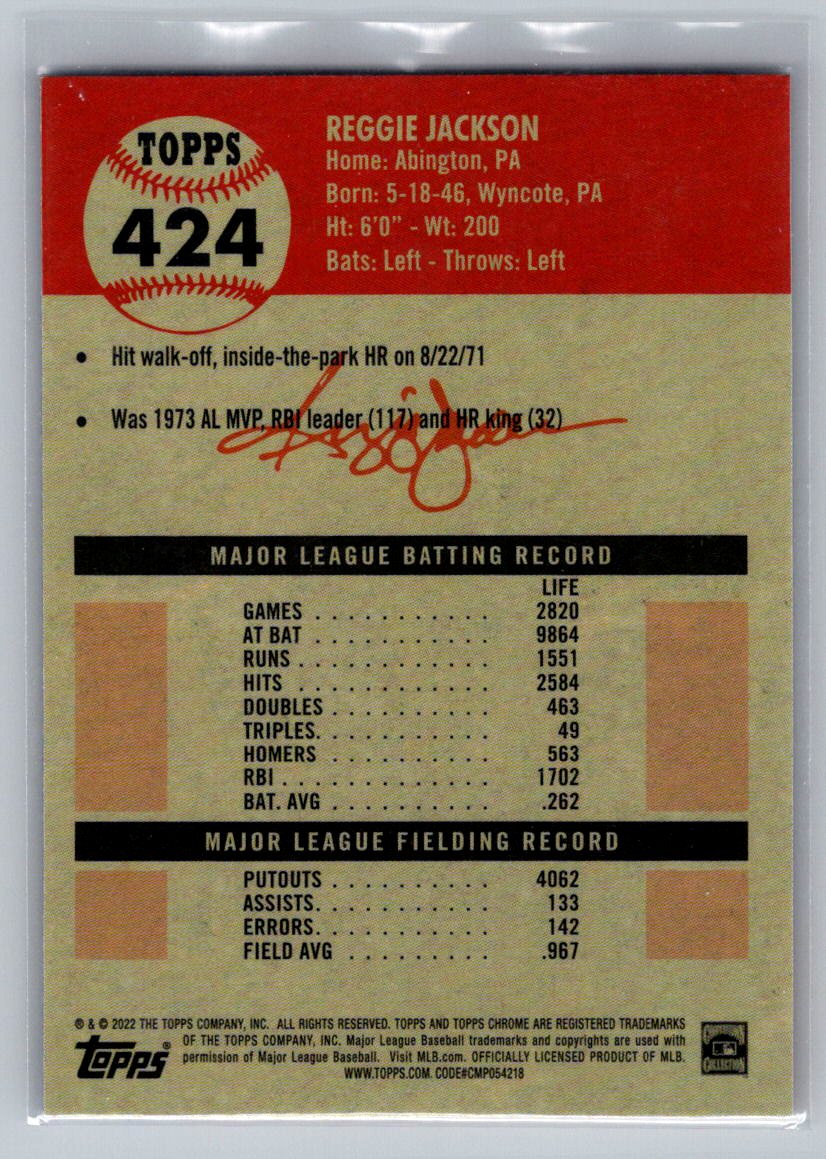 TOPPS
424
REGGIE JACKSON
Home: Abington, PA
Born: 5-18-46, Wyncote, PA
Ht: 6'0" - Wt: 200
Bats: Left - Throws: Left
• Hit walk-off, inside-the-park HR on 8/22/71
• Was 1973 AL MVP, RBI leader (117) and HR king (32)
Reggie Jackson
MAJOR LEAGUE BATTING RECORD
LIFE
GAMES . . . . . . . . . . . 2820
AT BAT . . . . . . . . . . . 9864
RUNS . . . . . . . . . . . . 1551
HITS . . . . . . . . . . . . 2584
DOUBLES . . . . . . . . . . 463
TRIPLES. . . . . . . . . . . 49
HOMERS . . . . . . . . . . 563
RBI . . . . . . . . . . . . . 1702
BAT. AVG . . . . . . . . . . .262
MAJOR LEAGUE FIELDING RECORD
PUTOUTS . . . . . . . . . . 4062
ASSISTS. . . . . . . . . . . 133
ERRORS. . . . . . . . . . . 142
FIELD AVG . . . . . . . . . .967
® & © 2022 THE TOPPS COMPANY, INC. ALL RIGHTS RESERVED. TOPPS AND TOPPS CHROME ARE REGISTERED TRADEMARKS
OF THE TOPPS COMPANY, INC. Major League Baseball trademarks and copyrights are used with
permission of Major League Baseball. Visit MLB.com. OFFICIALLY LICENSED PRODUCT OF MLB.
WWW.TOPPS.COM. CODE#CMP054218
Topps®
COLLECTION